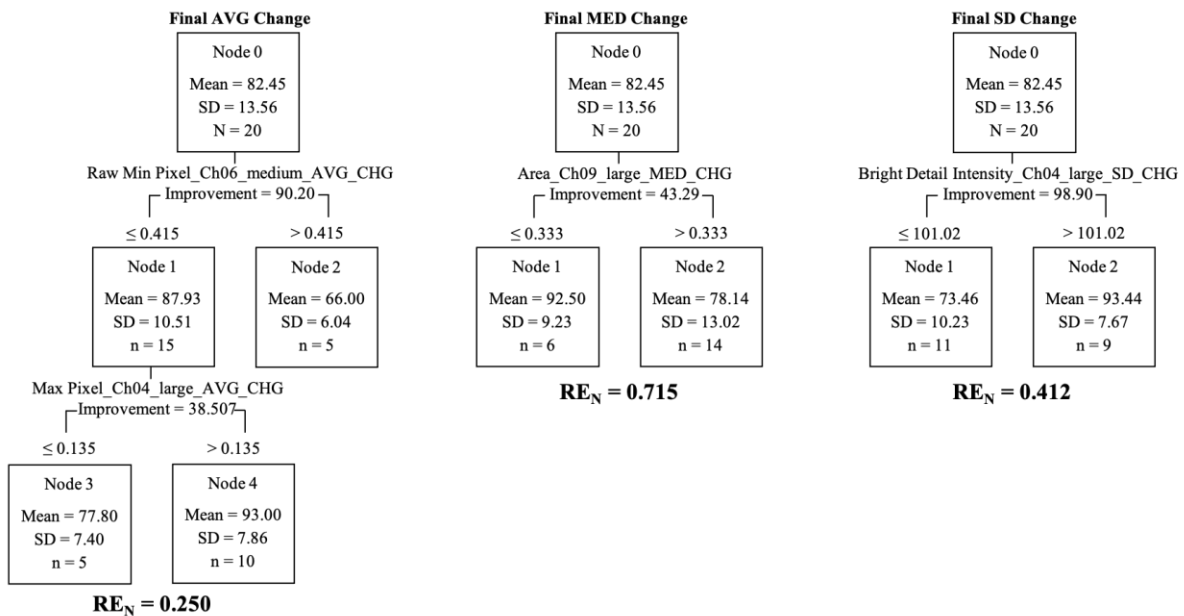 Final AVG Change
Node 0
Mean = 82.45
SD = 13.56
N = 20
Raw Min Pixel_Ch06_medium_AVG_CHG
Improvement = 90.20
≤ 0.415
> 0.415
Node 1
Mean = 87.93
SD = 10.51
n = 15
Node 2
Mean = 66.00
SD = 6.04
n = 5
Max Pixel_Ch04_large_AVG_CHG
Improvement = 38.507
≤ 0.135
> 0.135
Node 3
Mean = 77.80
SD = 7.40
n = 5
Node 4
Mean = 93.00
SD = 7.86
n = 10
RE_N = 0.250
Final MED Change
Node 0
Mean = 82.45
SD = 13.56
N = 20
Area_Ch09_large_MED_CHG
Improvement = 43.29
≤ 0.333
> 0.333
Node 1
Mean = 92.50
SD = 9.23
n = 6
Node 2
Mean = 78.14
SD = 13.02
n = 14
RE_N = 0.715
Final SD Change
Node 0
Mean = 82.45
SD = 13.56
N = 20
Bright Detail Intensity_Ch04_large_SD_CHG
Improvement = 98.90
≤ 101.02
> 101.02
Node 1
Mean = 73.46
SD = 10.23
n = 11
Node 2
Mean = 93.44
SD = 7.67
n = 9
RE_N = 0.412